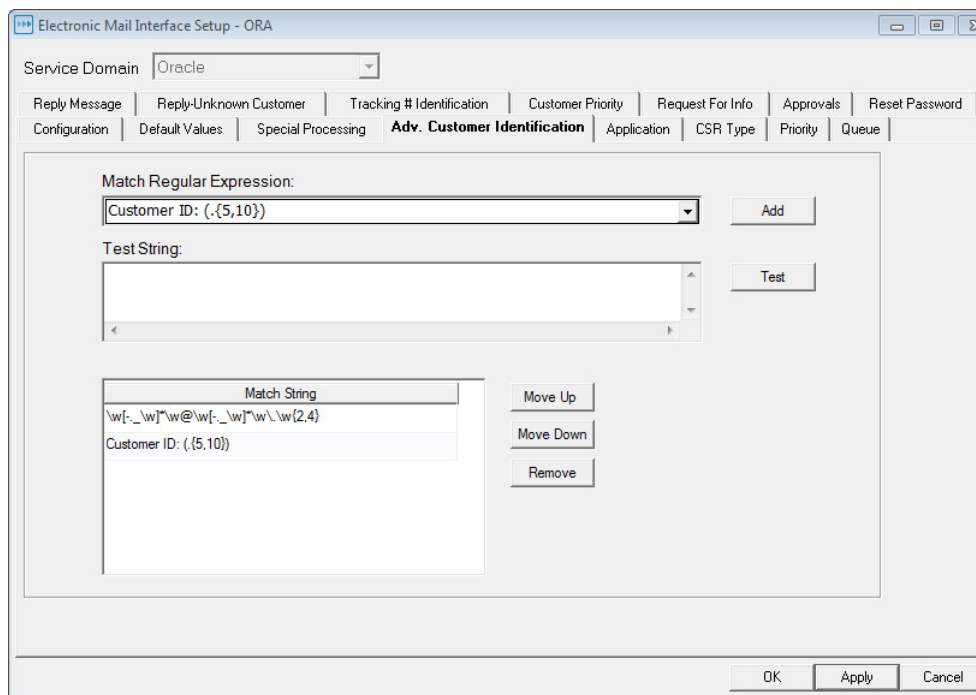 Electronic Mail Interface Setup - ORA
Service Domain Oracle
Reply Message Reply-Unknown Customer Tracking # Identification Customer Priority Request For Info Approvals Reset Password
Configuration Default Values Special Processing Adv. Customer Identification Application CSR Type Priority Queue
Match Regular Expression:
Customer ID: (.{5,10}) Add
Test String:
Test
Match String
\w[-._\w]*\w@\w[-._\w]*\w\.\w{2,4}
Customer ID: (.{5,10})
Move Up
Move Down
Remove
OK Apply Cancel